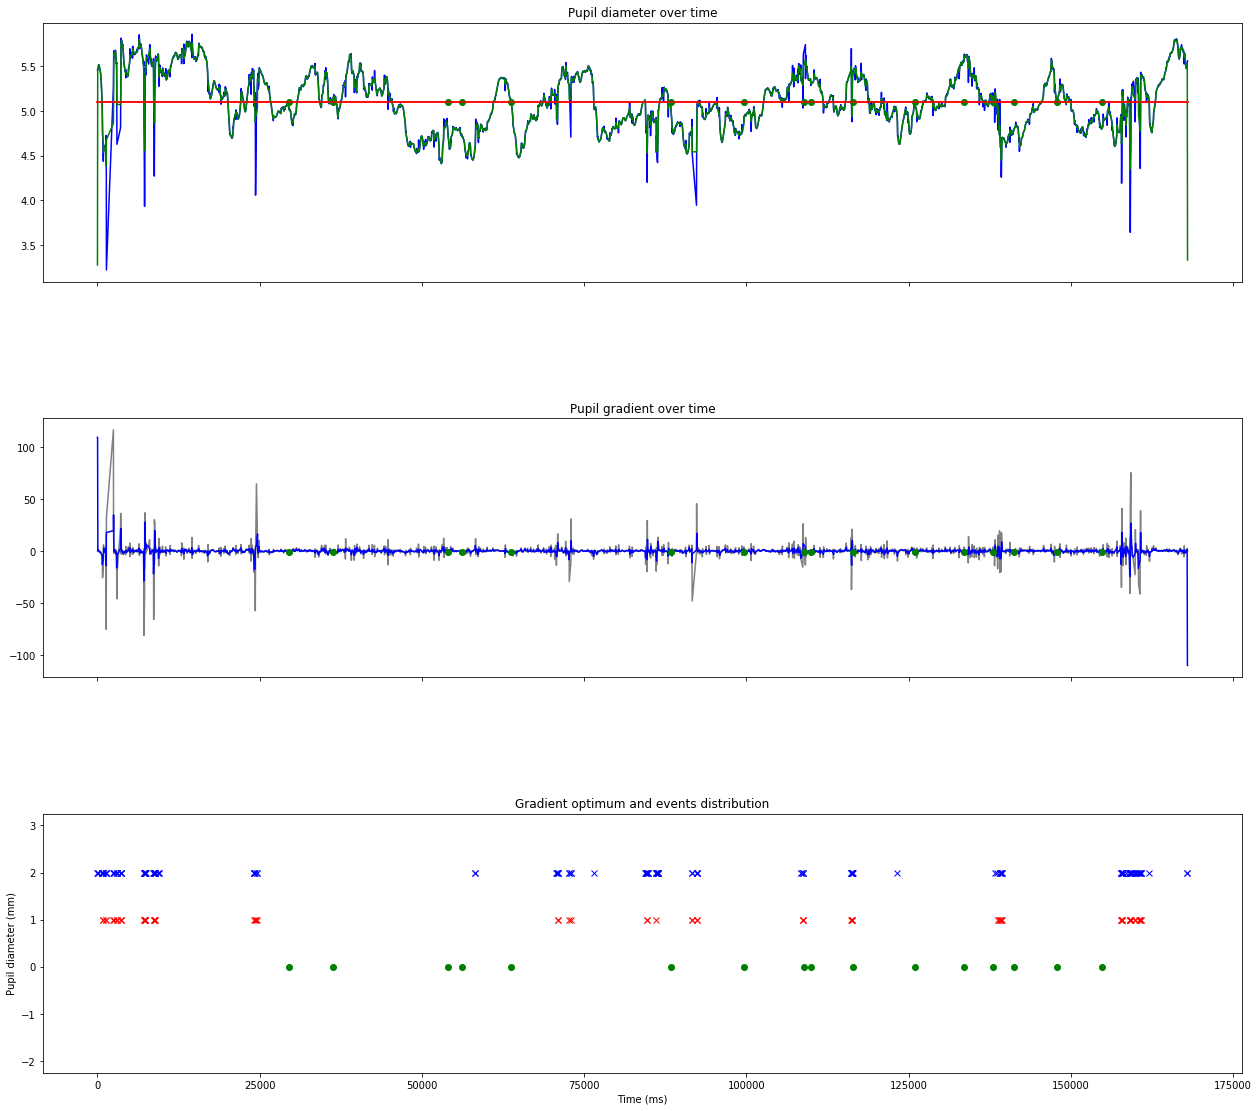 Pupil diameter over time
5.5
5.0
4.5
4.0
3.5
Pupil gradient over time
100
50
0
−50
−100
Gradient optimum and events distribution
3
2
1
0
−1
−2
Pupil diameter (mm)
0 25000 50000 75000 100000 125000 150000 175000
Time (ms)